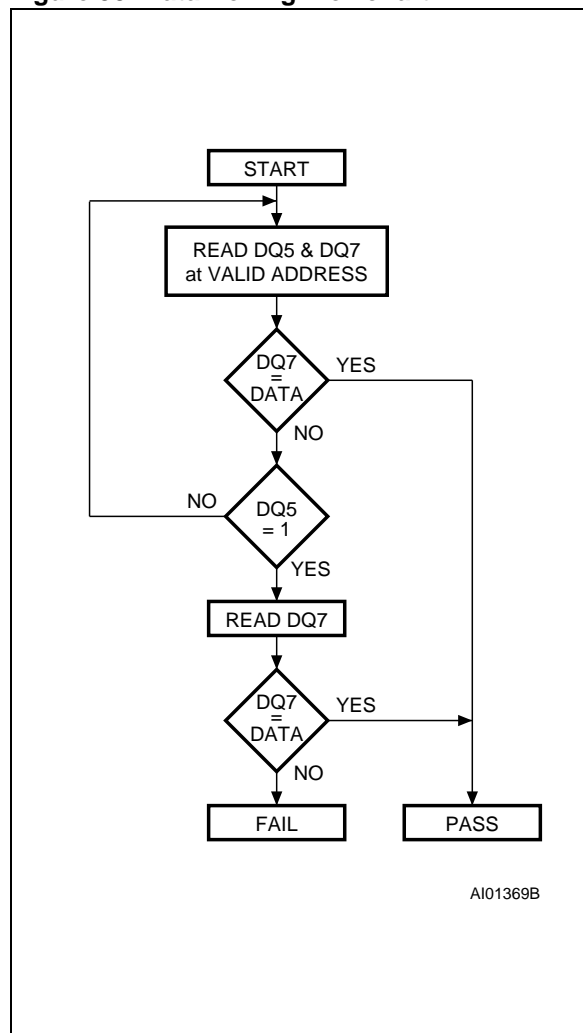 START
READ DQ5 & DQ7
at VALID ADDRESS
DQ7
=
DATA
YES
NO
DQ5
= 1
NO
YES
READ DQ7
DQ7
=
DATA
YES
NO
FAIL
PASS
AI01369B